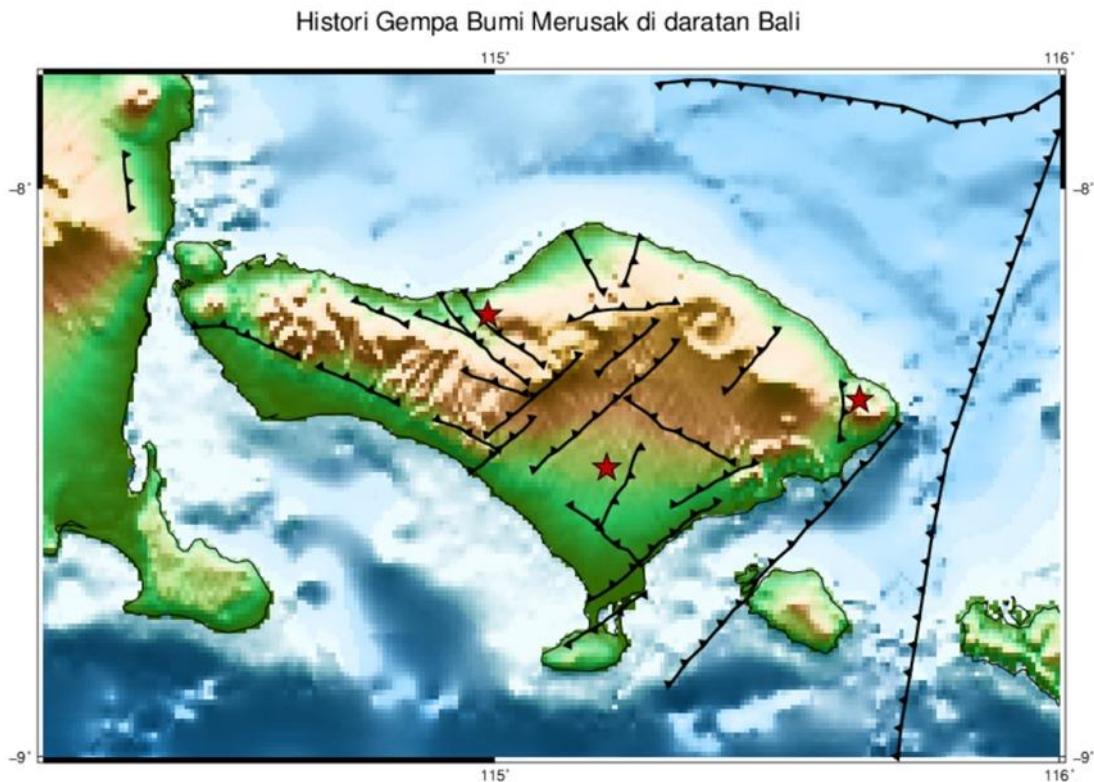 Histori Gempa Bumi Merusak di daratan Bali
115˚ 116˚
-8˚ -8˚
-9˚ -9˚
115˚ 116˚